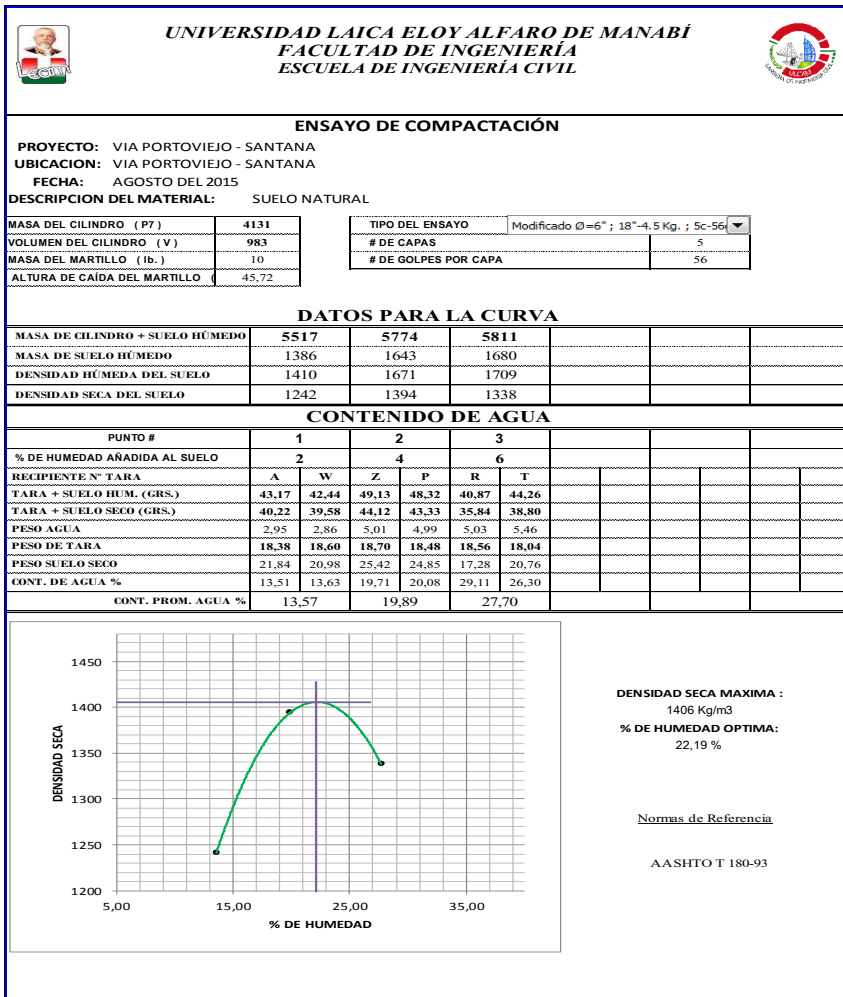 UNIVERSIDAD LAICA ELOY ALFARO DE MANABÍ
FACULTAD DE INGENIERÍA
ESCUELA DE INGENIERÍA CIVIL
ULEAM
ENSAYO DE COMPACTACIÓN
PROYECTO: VIA PORTOVIEJO - SANTANA
UBICACION: VIA PORTOVIEJO - SANTANA
FECHA: AGOSTO DEL 2015
DESCRIPCION DEL MATERIAL: SUELO NATURAL
MASA DEL CILINDRO ( P7 ) 4131 TIPO DEL ENSAYO Modificado Ø=6" ; 18"-4.5 Kg. ; 5c-56
VOLUMEN DEL CILINDRO ( V ) 983 # DE CAPAS 5
MASA DEL MARTILLO ( lb. ) 10 # DE GOLPES POR CAPA 56
ALTURA DE CAÍDA DEL MARTILLO ( 45,72
DATOS PARA LA CURVA
MASA DE CILINDRO + SUELO HÚMEDO 5517 5774 5811
MASA DE SUELO HÚMEDO 1386 1643 1680
DENSIDAD HÚMEDA DEL SUELO 1410 1671 1709
DENSIDAD SECA DEL SUELO 1242 1394 1338
CONTENIDO DE AGUA
PUNTO # 1 2 3
% DE HUMEDAD AÑADIDA AL SUELO 2 4 6
RECIPIENTE Nº TARA A W Z P R T
TARA + SUELO HUM. (GRS.) 43,17 42,44 49,13 48,32 40,87 44,26
TARA + SUELO SECO (GRS.) 40,22 39,58 44,12 43,33 35,84 38,80
PESO AGUA 2,95 2,86 5,01 4,99 5,03 5,46
PESO DE TARA 18,38 18,60 18,70 18,48 18,56 18,04
PESO SUELO SECO 21,84 20,98 25,42 24,85 17,28 20,76
CONT. DE AGUA % 13,51 13,63 19,71 20,08 29,11 26,30
CONT. PROM. AGUA % 13,57 19,89 27,70
1450
1400
1350
1300
1250
1200
DENSIDAD SECA
5,00 15,00 25,00 35,00
% DE HUMEDAD
DENSIDAD SECA MAXIMA :
1406 Kg/m3
% DE HUMEDAD OPTIMA:
22,19 %
Normas de Referencia
AASHTO T 180-93